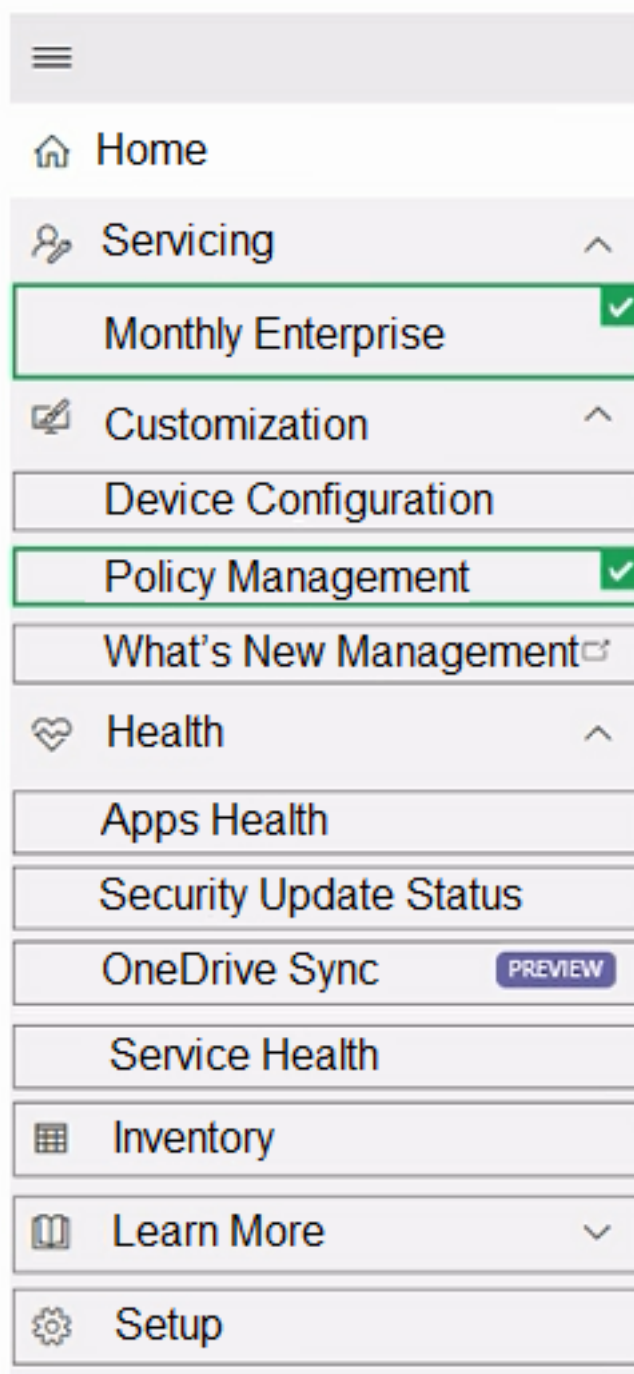 Home
Servicing
Monthly Enterprise
Customization
Device Configuration
Policy Management
What's New Management
Health
Apps Health
Security Update Status
OneDrive Sync PREVIEW
Service Health
Inventory
Learn More
Setup